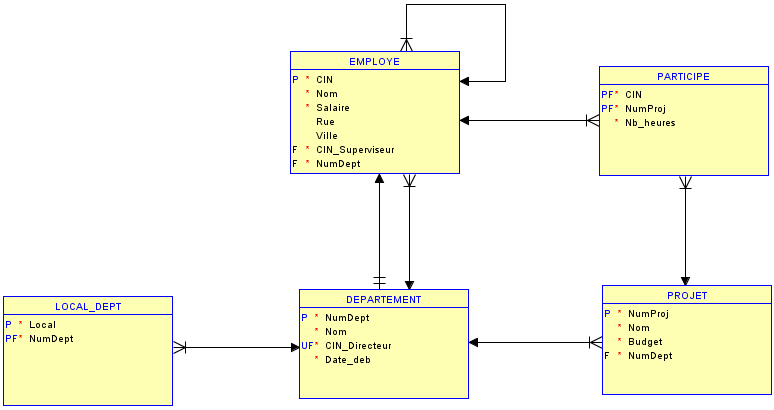 EMPLOYE
P * CIN
* Nom
* Salaire
Rue
Ville
F * CIN_Superviseur
F * NumDept
PARTICIPE
PF* CIN
PF* NumProj
* Nb_heures
LOCAL_DEPT
P * Local
PF* NumDept
DEPARTEMENT
P * NumDept
* Nom
UF* CIN_Directeur
* Date_deb
PROJET
P * NumProj
* Nom
* Budget
F * NumDept